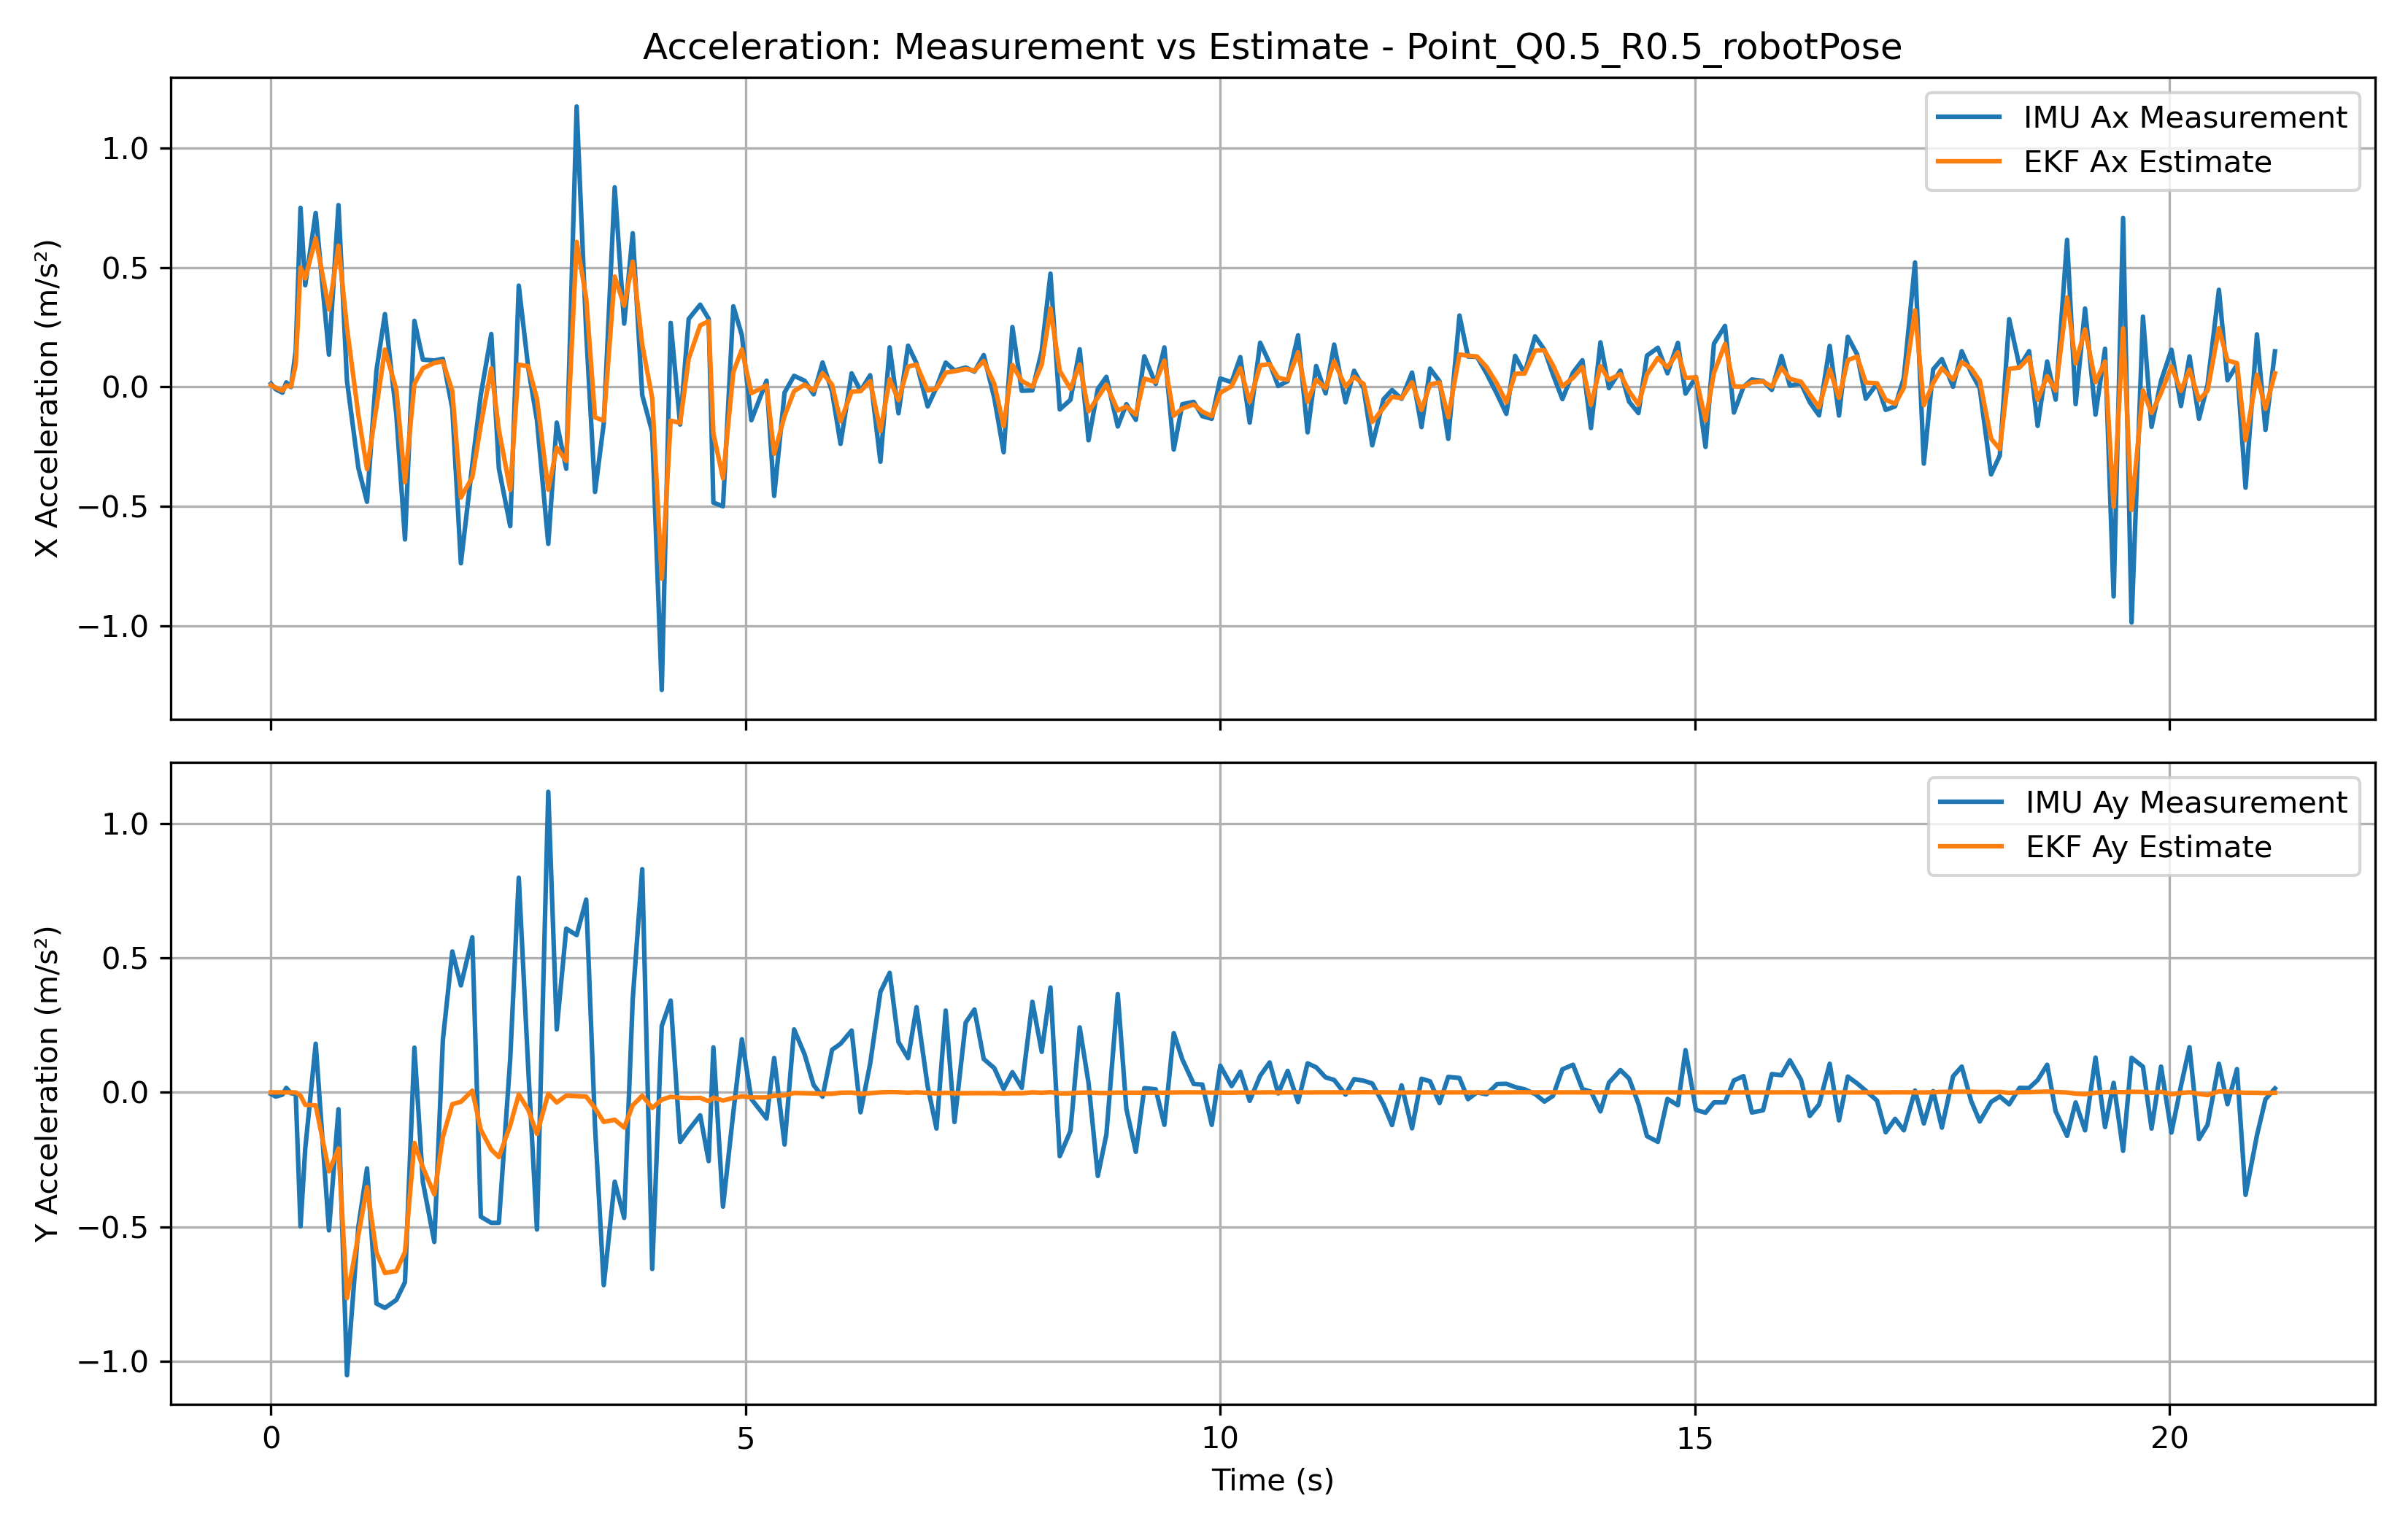 Acceleration: Measurement vs Estimate - Point_Q0.5_R0.5_robotPose
IMU Ax Measurement
EKF Ax Estimate
1.0
0.5
0.0
−0.5
−1.0
X Acceleration (m/s²)
IMU Ay Measurement
EKF Ay Estimate
1.0
0.5
0.0
−0.5
−1.0
Y Acceleration (m/s²)
0 5 10 15 20
Time (s)